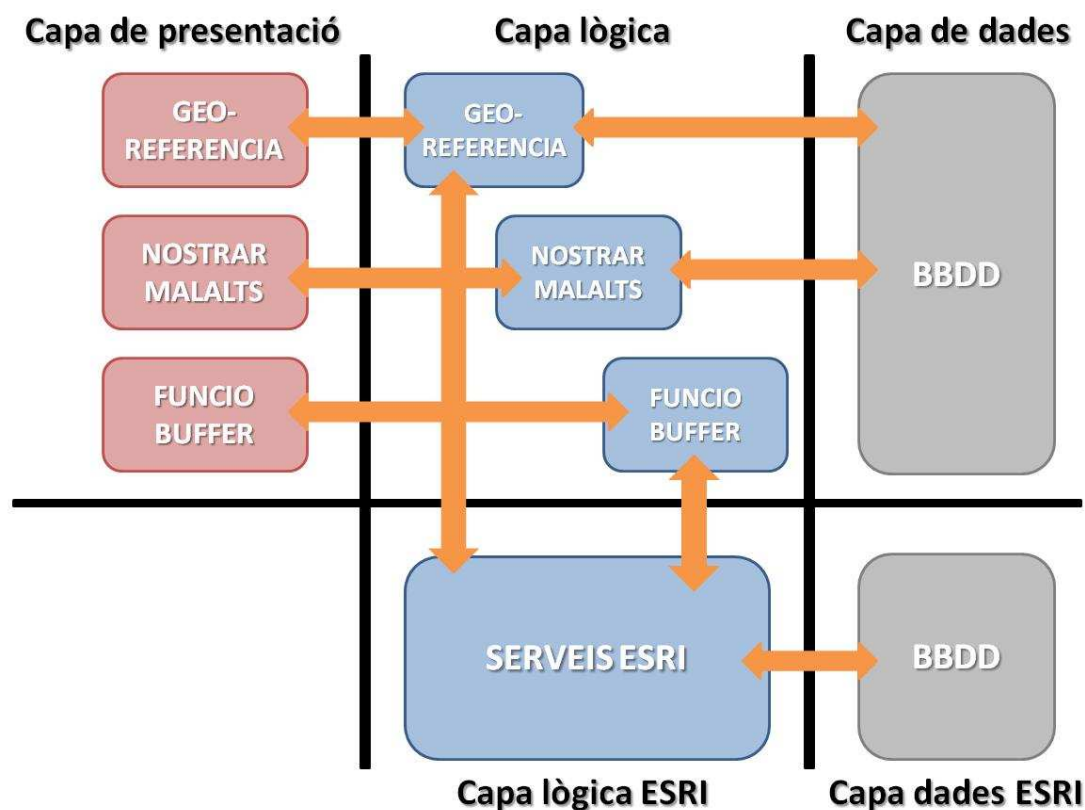 Capa de presentació
Capa lògica
Capa de dades
GEO-
REFERENCIA
GEO-
REFERENCIA
NOSTRAR
MALALTS
NOSTRAR
MALALTS
BBDD
FUNCIO
BUFFER
FUNCIO
BUFFER
SERVEIS ESRI
BBDD
Capa lògica ESRI
Capa dades ESRI